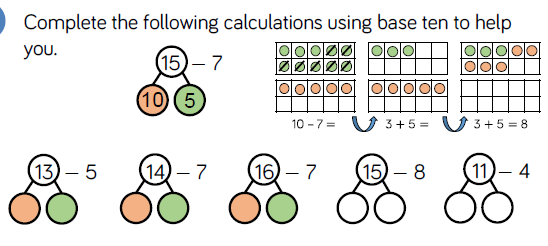 Complete the following calculations using base ten to help
you.
15 – 7
10 5
10 – 7 = 3 + 5 = 3 + 5 = 8
13 – 5 14 – 7 16 – 7 15 – 8 11 – 4